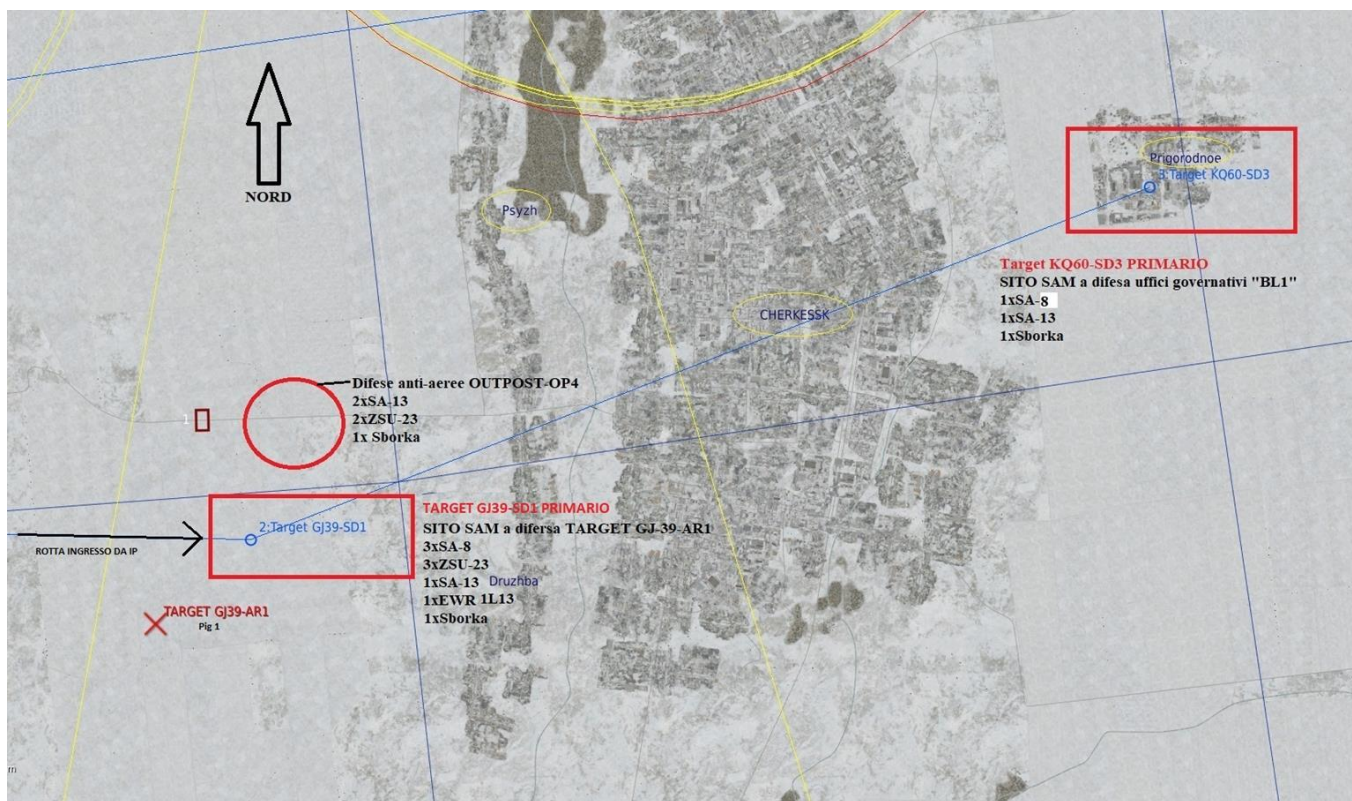 NORD
Psyzh
Prigorodnoe
3:Target KQ60-SD3
Target KQ60-SD3 PRIMARIO
SITO SAM a difesa uffici governativi "BL1"
1xSA-8
1xSA-13
1xSborka
CHERKESSK
Difese anti-aeree OUTPOST-OP4
2xSA-13
2xZSU-23
1x Sborka
1
2:Target GJ39-SD1
ROTTA INGRESSO DA IP
TARGET GJ39-SD1 PRIMARIO
SITO SAM a difersa TARGET GJ-39-AR1
3xSA-8
3xZSU-23
1xSA-13
Druzhba
1xEWR 1L13
1xSborka
TARGET GJ39-AR1
Pig 1
m